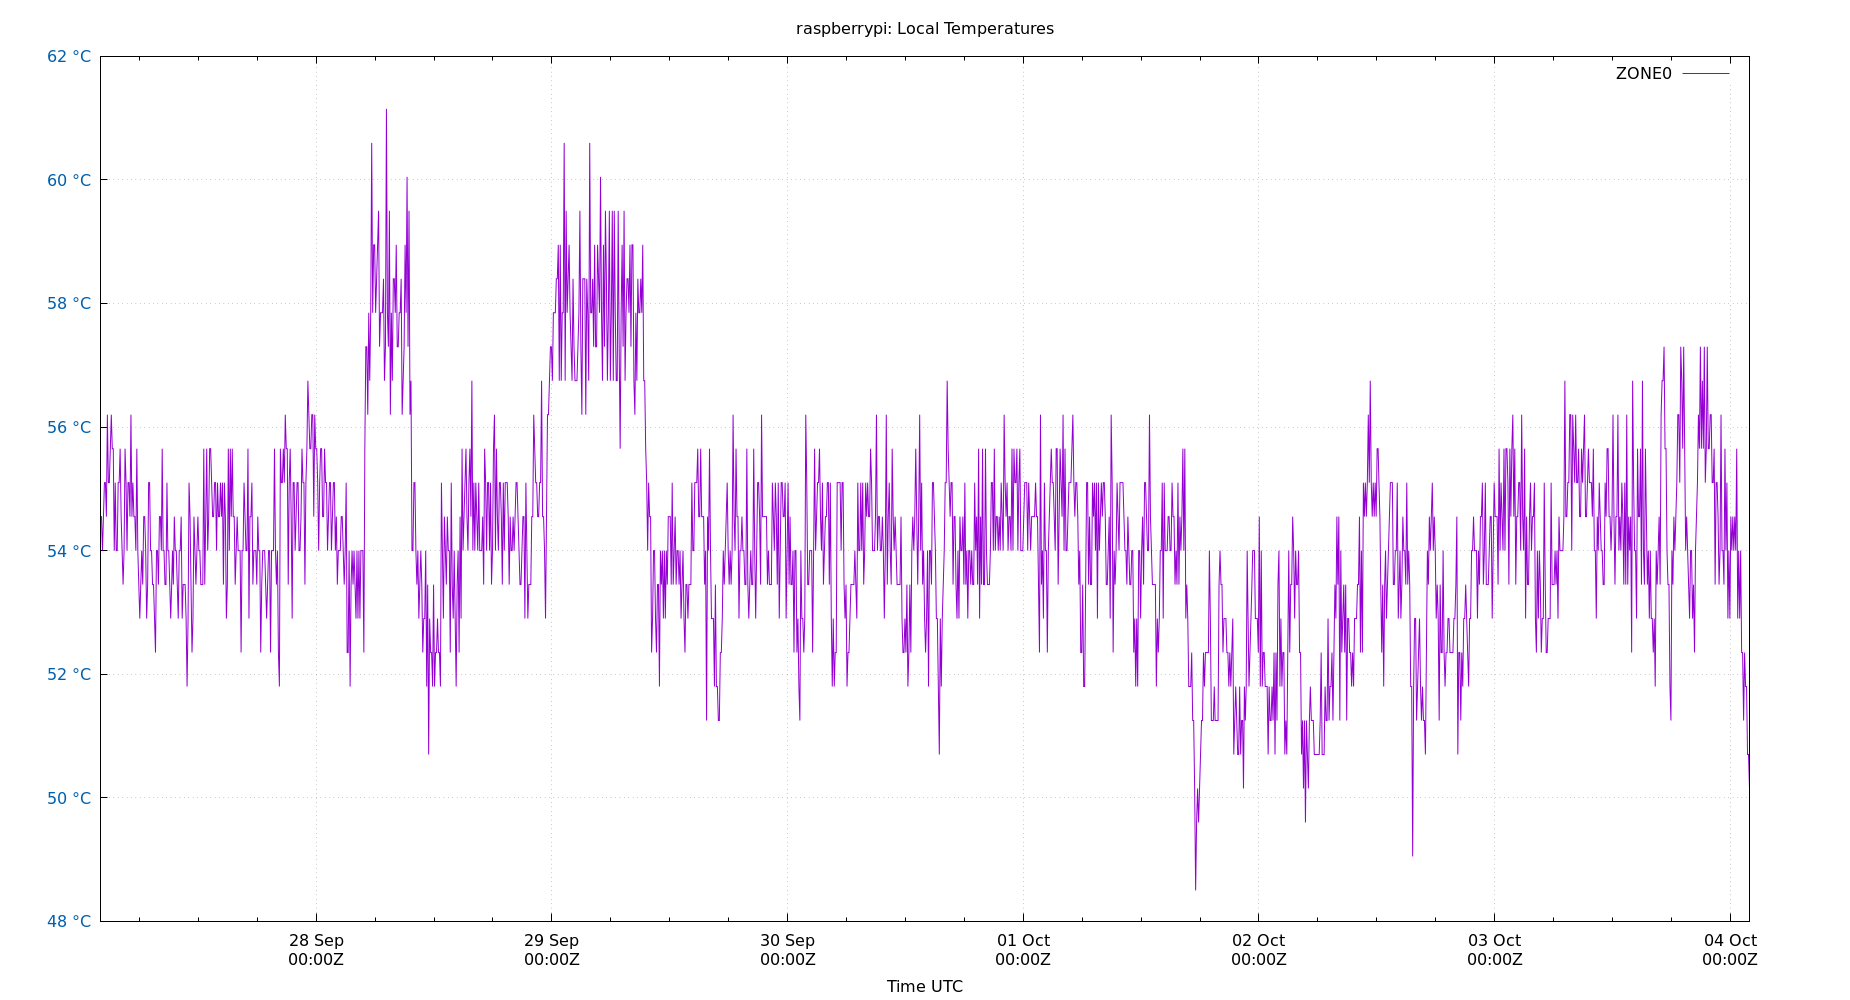 raspberrypi: Local Temperatures
ZONE0
62 °C
60 °C
58 °C
56 °C
54 °C
52 °C
50 °C
48 °C
28 Sep
00:00Z
29 Sep
00:00Z
30 Sep
00:00Z
01 Oct
00:00Z
02 Oct
00:00Z
03 Oct
00:00Z
04 Oct
00:00Z
Time UTC